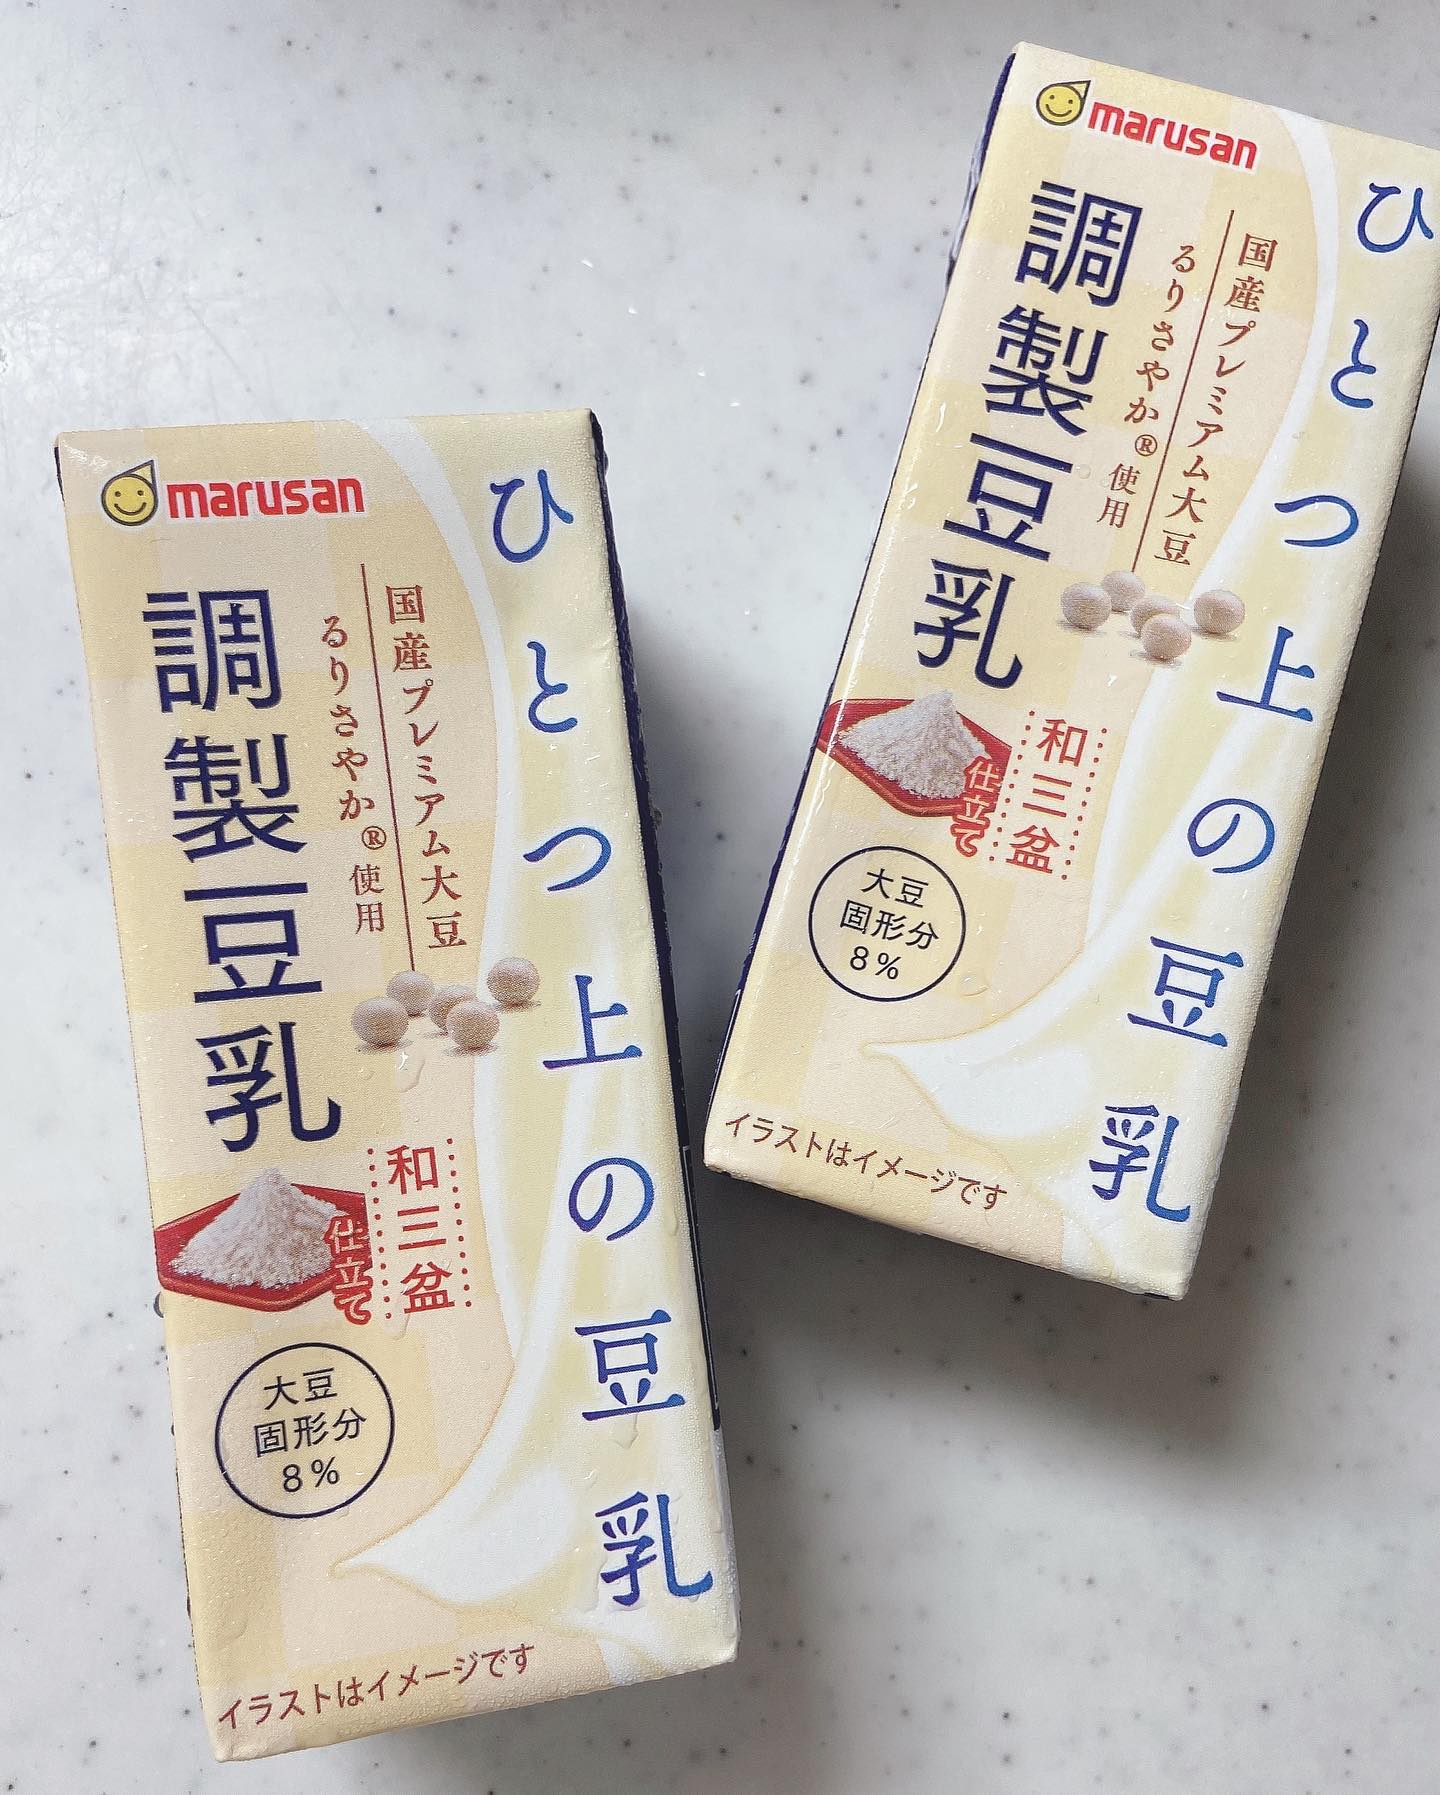 marusan
ひとつ上の豆乳
国産プレミアム大豆
るりさやか®使用
調製豆乳
和三盆
仕立て
大豆
固形分
8%
イラストはイメージです
marusan
ひとつ上の豆乳
国産プレミアム大豆
るりさやか®使用
調製豆乳
和三盆
仕立て
大豆
固形分
8%
イラストはイメージです